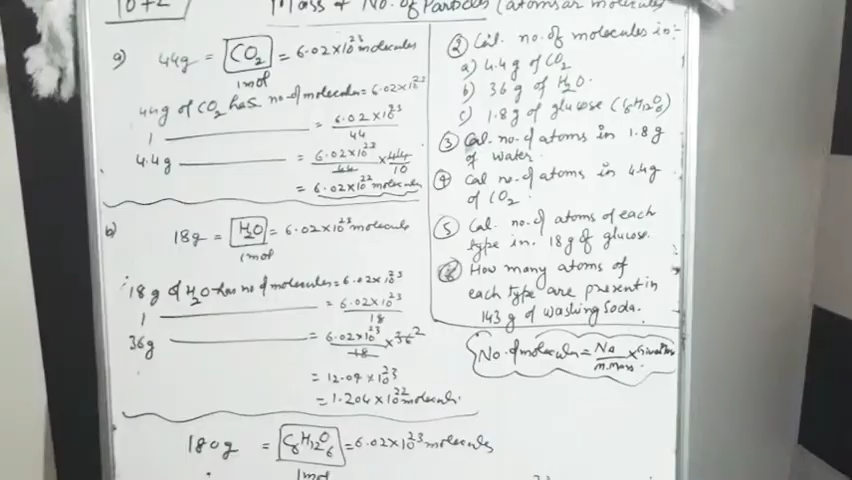 10+2
Mass & No. of Particles (atoms or molecules)
a) 44g = CO2 = 6.02×10^23 molecules
1mol
44g of CO2 has no. of molecules = 6.02×10^23
1 = 6.02×10^23 / 44
4.4g = 6.02×10^23 / 44 × 44/10
= 6.02×10^22 molecules
b) 18g = H2O = 6.02×10^23 molecule
1mol
18g of H2O has no. of molecules = 6.02×10^23
1 = 6.02×10^23 / 18
36g = 6.02×10^23 / 18 × 36 2
= 12.04×10^23
= 1.204×10^22 molecules.
180g = C6H12O6 = 6.02×10^23 molecules
1mol
② Cal. no. of molecules in:-
a) 4.4g of CO2
b) 36g of H2O.
c) 1.8g of glucose (C6H12O6)
③ Cal. no. of atoms in 1.8g
of water.
④ Cal no. of atoms in 4.4g
of CO2.
⑤ Cal. no. of atoms of each
type in 18g of glucose.
⑥ How many atoms of
each type are present in
143g of washing Soda.
No. of molecules = NA / m.mass × Given